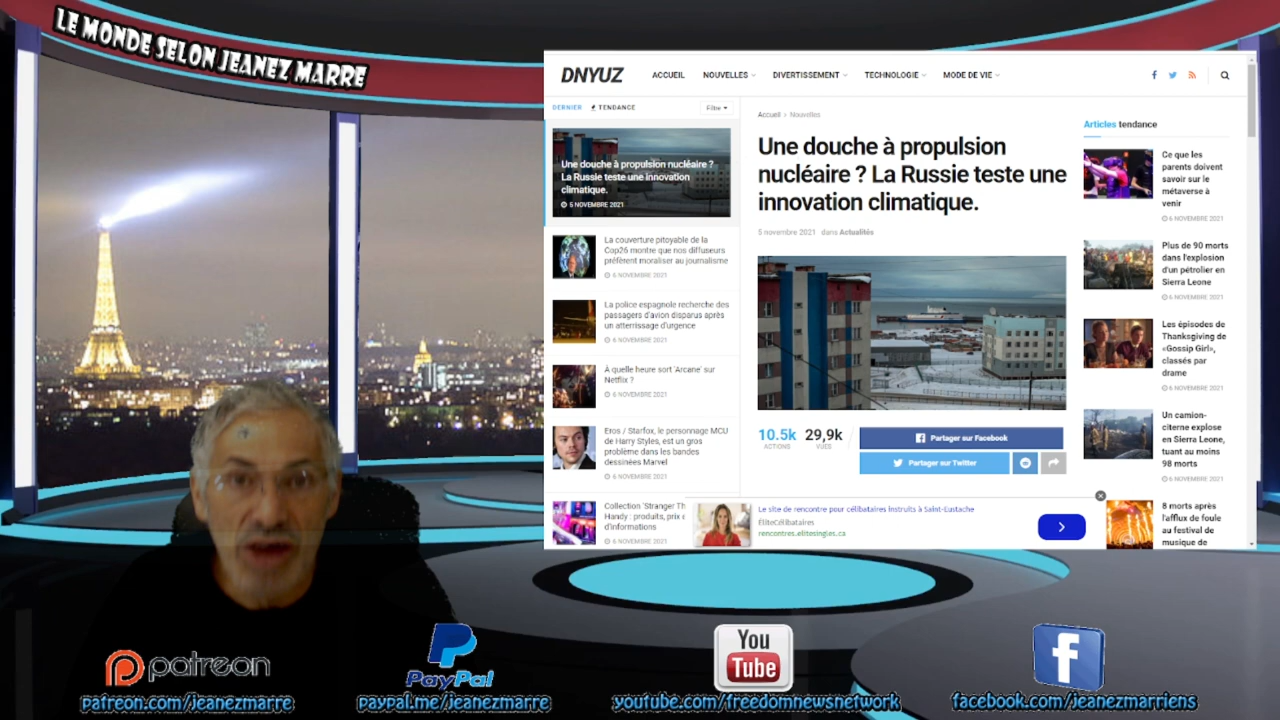 LE MONDE SELON JEANEZ MARRE
DNYUZ
ACCUEIL
NOUVELLES
DIVERTISSEMENT
TECHNOLOGIE
MODE DE VIE
DERNIER
TENDANCE
Filtre
Une douche à propulsion nucléaire ?
La Russie teste une innovation
climatique.
5 NOVEMBRE 2021
La couverture pitoyable de la
Cop26 montre que nos diffuseurs
préfèrent moraliser au journalisme
6 NOVEMBRE 2021
La police espagnole recherche des
passagers d'avion disparus après
un atterrissage d'urgence
6 NOVEMBRE 2021
À quelle heure sort 'Arcane' sur
Netflix ?
6 NOVEMBRE 2021
Eros / Starfox, le personnage MCU
de Harry Styles, est un gros
problème dans les bandes
dessinées Marvel
6 NOVEMBRE 2021
Collection 'Stranger Th
Handy : produits, prix e
d'informations
6 NOVEMBRE 2021
Accueil > Nouvelles
Une douche à propulsion
nucléaire ? La Russie teste une
innovation climatique.
5 novembre 2021 dans Actualités
10.5k
ACTIONS
29,9k
VUES
Partager sur Facebook
Partager sur Twitter
Le site de rencontre pour célibataires instruits à Saint-Eustache
ÉliteCélibataires
rencontres.elitesingles.ca
Articles tendance
Ce que les
parents doivent
savoir sur le
métaverse à
venir
6 NOVEMBRE 2021
Plus de 90 morts
dans l'explosion
d'un pétrolier en
Sierra Leone
6 NOVEMBRE 2021
Les épisodes de
Thanksgiving de
«Gossip Girl»,
classés par
drame
6 NOVEMBRE 2021
Un camion-
citerne explose
en Sierra Leone,
tuant au moins
98 morts
6 NOVEMBRE 2021
8 morts après
l'afflux de foule
au festival de
musique de
patreon
patreon.com/jeanezmarre
PayPal
paypal.me/jeanezmarre
You
Tube
youtube.com/freedomnewsnetwork
f
facebook.com/jeanezmarriens